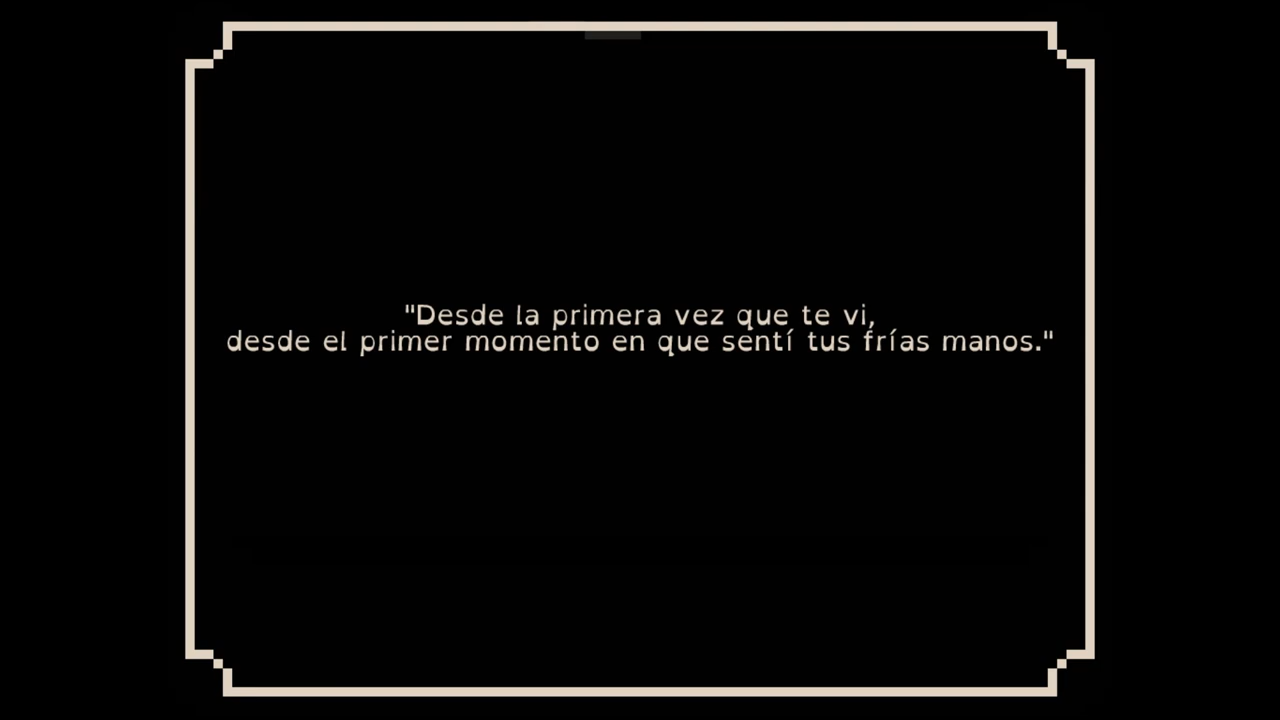 "Desde la primera vez que te vi,
desde el primer momento en que sentí tus frías manos."